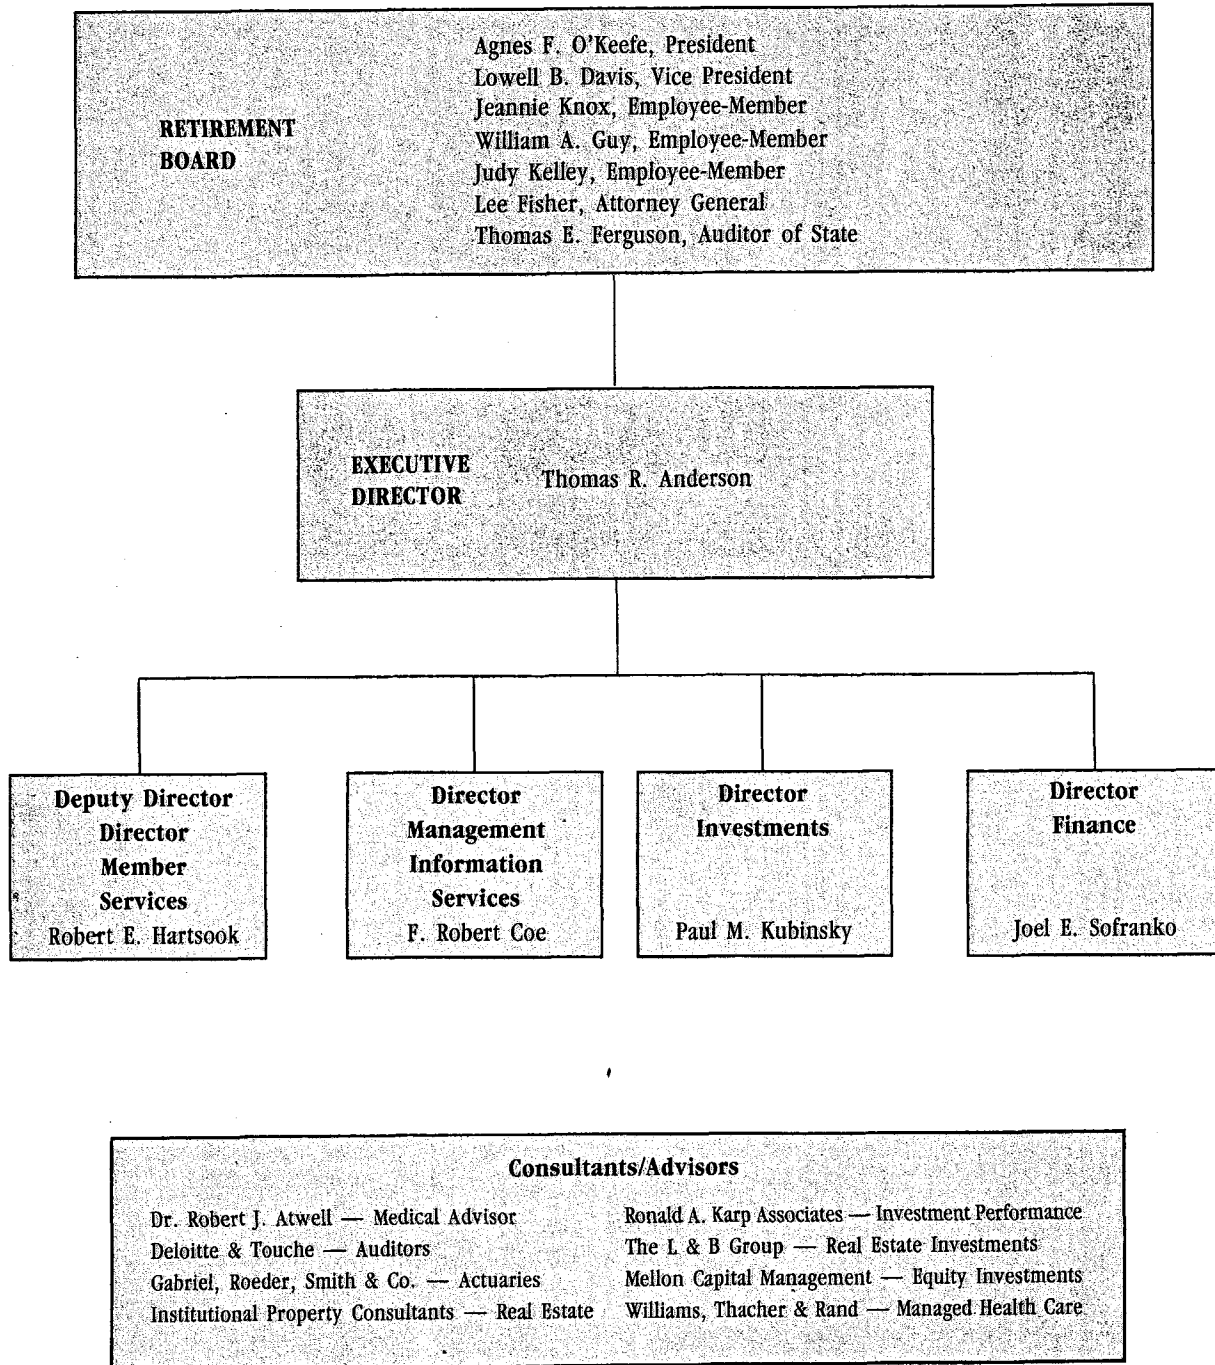 RETIREMENT
BOARD
Agnes F. O'Keefe, President
Lowell B. Davis, Vice President
Jeannie Knox, Employee-Member
William A. Guy, Employee-Member
Judy Kelley, Employee-Member
Lee Fisher, Attorney General
Thomas E. Ferguson, Auditor of State
EXECUTIVE
DIRECTOR
Thomas R. Anderson
Deputy Director
Director
Member
Services
Robert E. Hartsook
Director
Management
Information
Services
F. Robert Coe
Director
Investments
Paul M. Kubinsky
Director
Finance
Joel E. Sofranko
Consultants/Advisors
Dr. Robert J. Atwell — Medical Advisor
Deloitte & Touche — Auditors
Gabriel, Roeder, Smith & Co. — Actuaries
Institutional Property Consultants — Real Estate
Ronald A. Karp Associates — Investment Performance
The L & B Group — Real Estate Investments
Mellon Capital Management — Equity Investments
Williams, Thacher & Rand — Managed Health Care